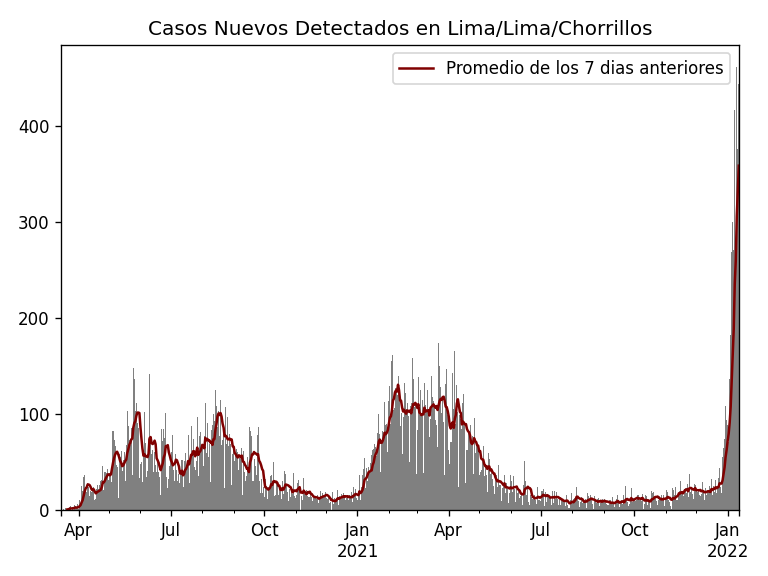 Casos Nuevos Detectados en Lima/Lima/Chorrillos
Promedio de los 7 dias anteriores
400
300
200
100
0
Apr Jul Oct Jan Apr Jul Oct Jan
2021 2022